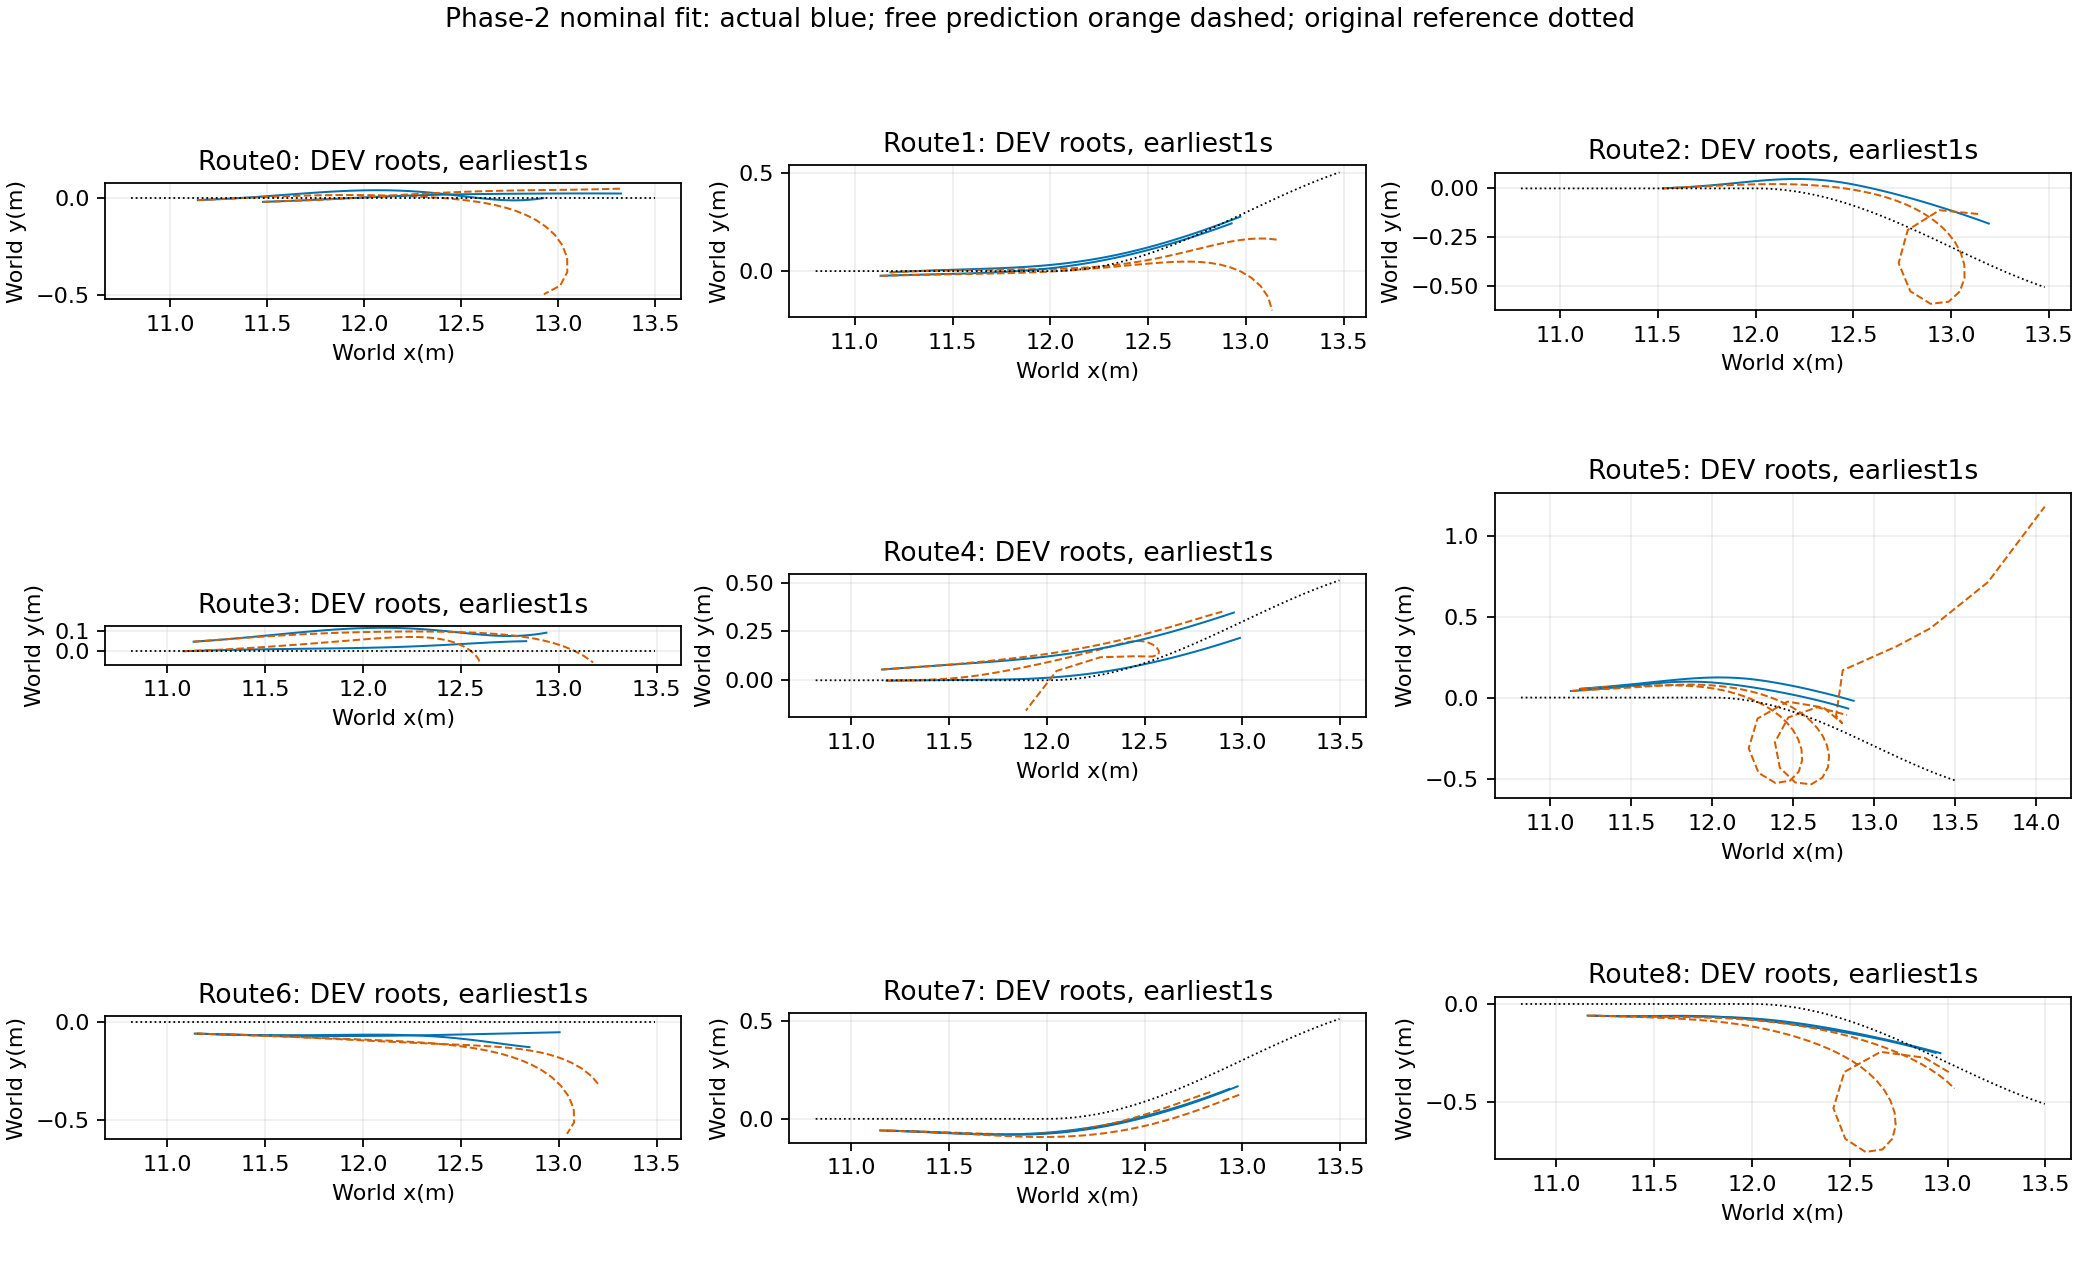 Phase-2 nominal fit: actual blue; free prediction orange dashed; original reference dotted
Route0: DEV roots, earliest1s
World y(m)
0.0
−0.5
11.0 11.5 12.0 12.5 13.0 13.5
World x(m)
Route1: DEV roots, earliest1s
World y(m)
0.5
0.0
11.0 11.5 12.0 12.5 13.0 13.5
World x(m)
Route2: DEV roots, earliest1s
World y(m)
0.00
−0.25
−0.50
11.0 11.5 12.0 12.5 13.0 13.5
World x(m)
Route3: DEV roots, earliest1s
World y(m)
0.1
0.0
11.0 11.5 12.0 12.5 13.0 13.5
World x(m)
Route4: DEV roots, earliest1s
World y(m)
0.50
0.25
0.00
11.0 11.5 12.0 12.5 13.0 13.5
World x(m)
Route5: DEV roots, earliest1s
World y(m)
1.0
0.5
0.0
−0.5
11.0 11.5 12.0 12.5 13.0 13.5 14.0
World x(m)
Route6: DEV roots, earliest1s
World y(m)
0.0
−0.5
11.0 11.5 12.0 12.5 13.0 13.5
World x(m)
Route7: DEV roots, earliest1s
World y(m)
0.5
0.0
11.0 11.5 12.0 12.5 13.0 13.5
World x(m)
Route8: DEV roots, earliest1s
World y(m)
0.0
−0.5
11.0 11.5 12.0 12.5 13.0 13.5
World x(m)